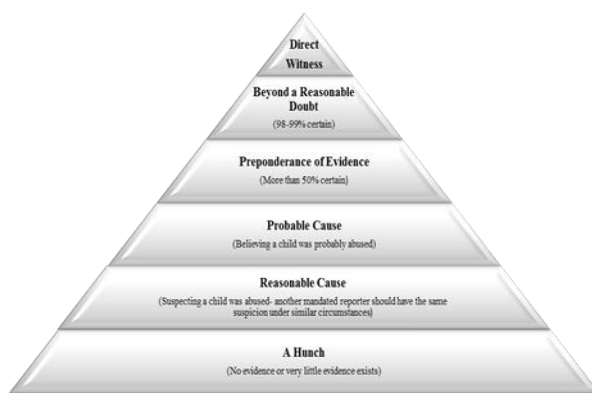 Direct
Witness
Beyond a Reasonable
Doubt
(98-99% certain)
Preponderance of Evidence
(More than 50% certain)
Probable Cause
(Believing a child was probably abused)
Reasonable Cause
(Suspecting a child was abused- another mandated reporter should have the same
suspicion under similar circumstances)
A Hunch
(No evidence or very little evidence exists)